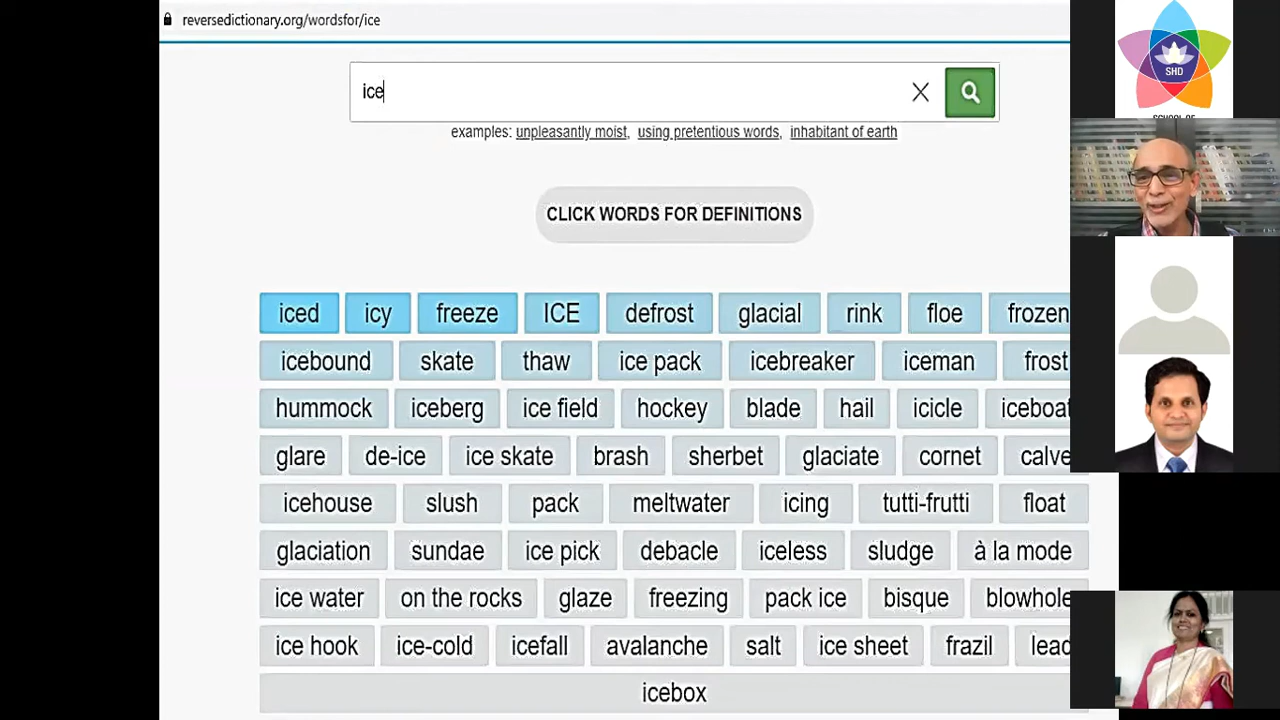 reversedictionary.org/wordsfor/ice
ice
examples: unpleasantly moist, using pretentious words, inhabitant of earth
CLICK WORDS FOR DEFINITIONS
iced icy freeze ICE defrost glacial rink floe frozen
icebound skate thaw ice pack icebreaker iceman frost
hummock iceberg ice field hockey blade hail icicle iceboat
glare de-ice ice skate brash sherbet glaciate cornet calve
icehouse slush pack meltwater icing tutti-frutti float
glaciation sundae ice pick debacle iceless sludge à la mode
ice water on the rocks glaze freezing pack ice bisque blowhole
ice hook ice-cold icefall avalanche salt ice sheet frazil lead
icebox
SHD
SCHOOL OF